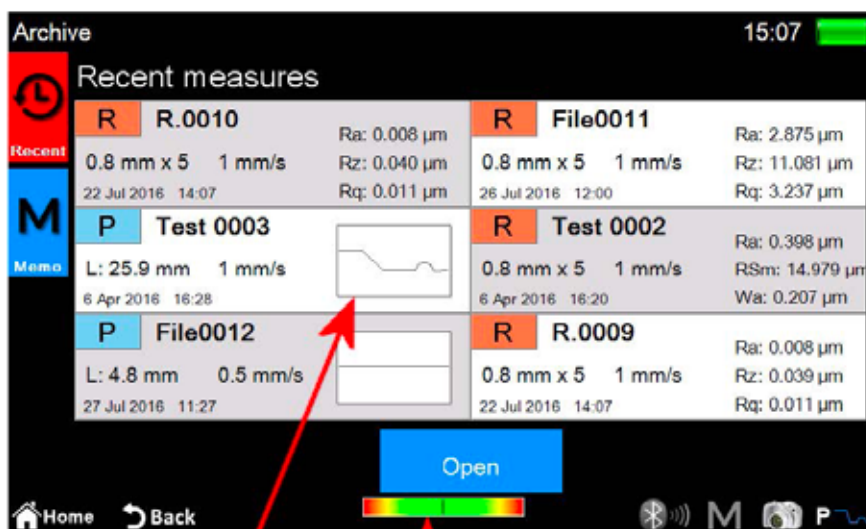 Archive 15:07
Recent measures
Recent
R R.0010
Ra: 0.008 µm
0.8 mm x 5 1 mm/s Rz: 0.040 µm
22 Jul 2016 14:07 Rq: 0.011 µm
R File0011
Ra: 2.875 µm
0.8 mm x 5 1 mm/s Rz: 11.081 µm
26 Jul 2016 12:00 Rq: 3.237 µm
M
Memo
P Test 0003
L: 25.9 mm 1 mm/s
6 Apr 2016 16:28
R Test 0002
Ra: 0.398 µm
0.8 mm x 5 1 mm/s RSm: 14.979 µm
6 Apr 2016 16:20 Wa: 0.207 µm
P File0012
L: 4.8 mm 0.5 mm/s
27 Jul 2016 11:27
R R.0009
Ra: 0.008 µm
0.8 mm x 5 1 mm/s Rz: 0.039 µm
22 Jul 2016 14:07 Rq: 0.011 µm
Open
Home Back M P